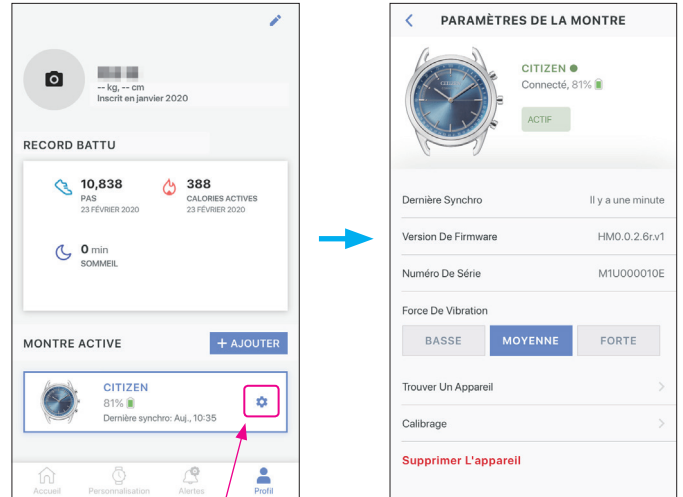 -- kg, -- cm
Inscrit en janvier 2020
RECORD BATTU
10,838
PAS
23 FÉVRIER 2020
388
CALORIES ACTIVES
23 FÉVRIER 2020
0 min
SOMMEIL
MONTRE ACTIVE
+ AJOUTER
CITIZEN
81%
Dernière synchro: Auj., 10:35
Accueil
Personnalisation
Alertes
Profil
PARAMÈTRES DE LA MONTRE
CITIZEN
Connecté, 81%
ACTIF
Dernière Synchro
Il y a une minute
Version De Firmware
HM0.0.2.6r.v1
Numéro De Série
M1U000010E
Force De Vibration
BASSE
MOYENNE
FORTE
Trouver Un Appareil
Calibrage
Supprimer L'appareil